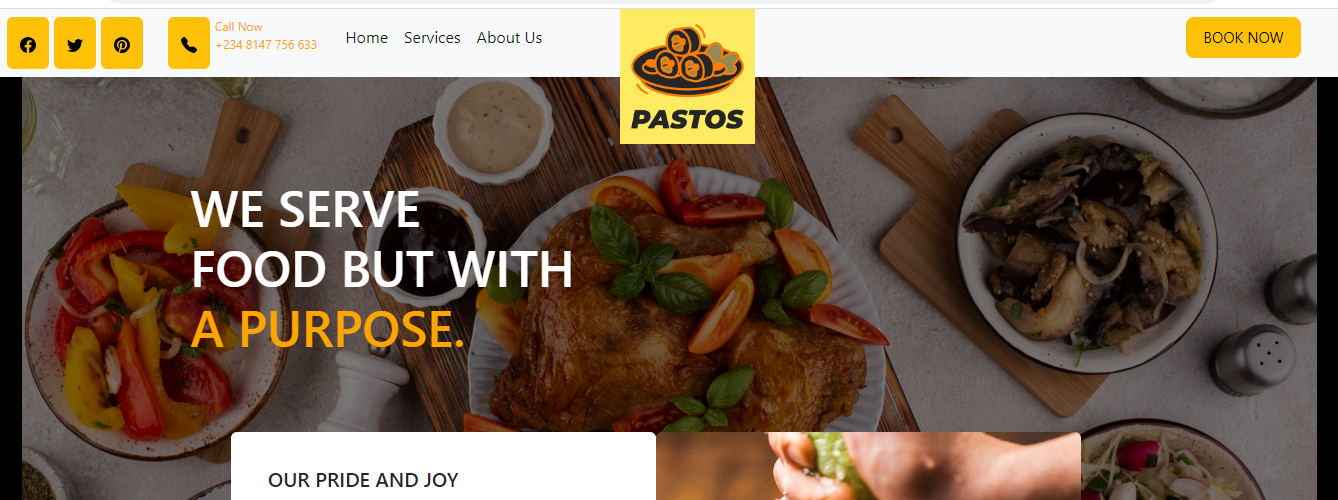 Call Now
+234 8147 756 633
Home Services About Us
PASTOS
BOOK NOW
WE SERVE
FOOD BUT WITH
A PURPOSE.
OUR PRIDE AND JOY